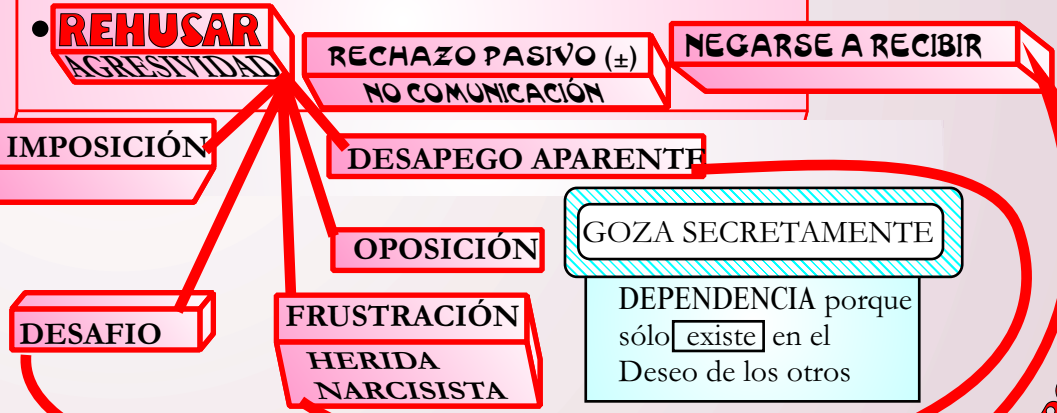 • REHUSAR
AGRESIVIDAD
RECHAZO PASIVO (±)
NO COMUNICACIÓN
NEGARSE A RECIBIR
IMPOSICIÓN
DESAPEGO APARENTE
OPOSICIÓN
GOZA SECRETAMENTE
DEPENDENCIA porque
sólo existe en el
Deseo de los otros
DESAFIO
FRUSTRACIÓN
HERIDA
NARCISISTA